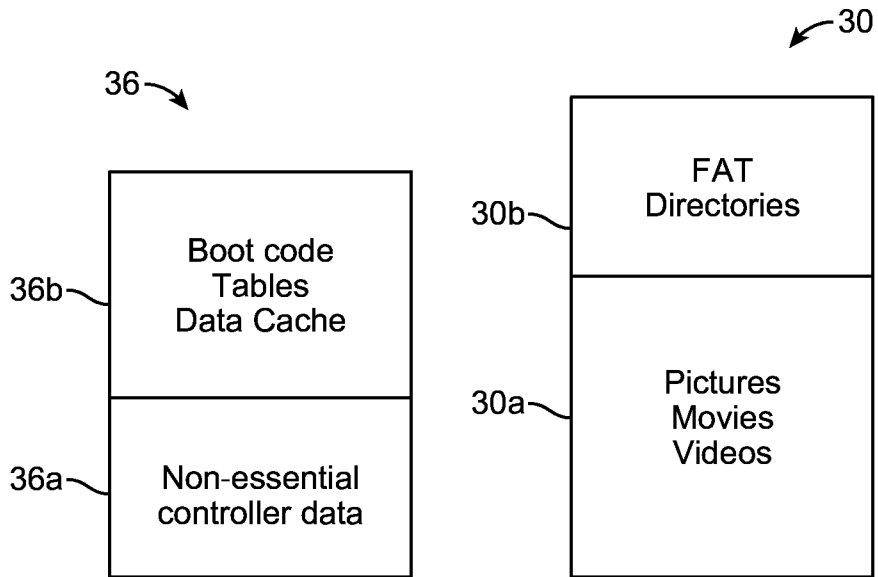 36
Boot code
Tables
Data Cache
36b
Non-essential
controller data
36a
30
FAT
Directories
30b
Pictures
Movies
Videos
30a